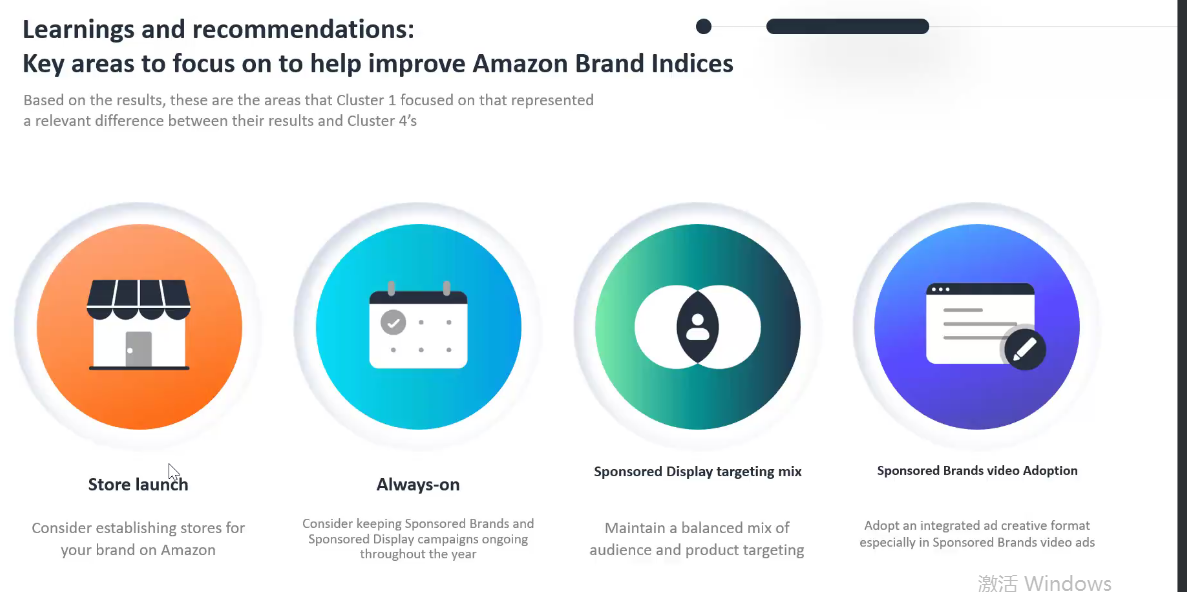 Learnings and recommendations:
Key areas to focus on to help improve Amazon Brand Indices
Based on the results, these are the areas that Cluster 1 focused on that represented
a relevant difference between their results and Cluster 4’s
Store launch
Consider establishing stores for
your brand on Amazon
Always-on
Consider keeping Sponsored Brands and
Sponsored Display campaigns ongoing
throughout the year
Sponsored Display targeting mix
Maintain a balanced mix of
audience and product targeting
Sponsored Brands video Adoption
Adopt an integrated ad creative format
especially in Sponsored Brands video ads
激活 Windows